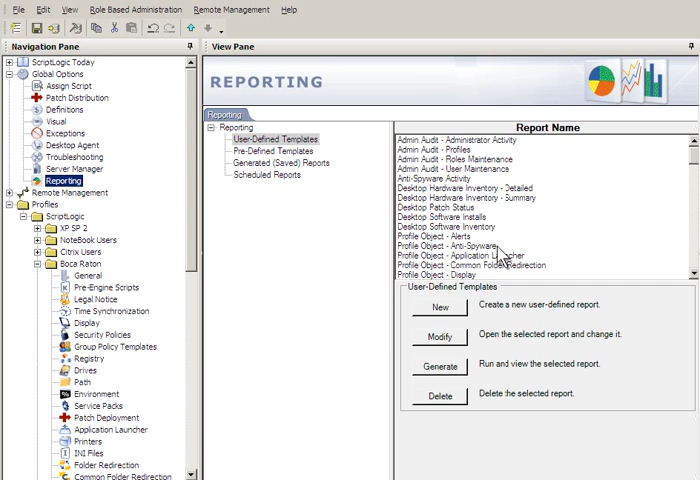 File Edit View Role Based Administration Remote Management Help
Navigation Pane
View Pane
ScriptLogic Today
Global Options
Assign Script
Patch Distribution
Definitions
Visual
Exceptions
Desktop Agent
Troubleshooting
Server Manager
Reporting
Remote Management
Profiles
ScriptLogic
XP SP 2
NoteBook Users
Citrix Users
Boca Raton
General
Pre-Engine Scripts
Legal Notice
Time Synchronization
Display
Security Policies
Group Policy Templates
Registry
Drives
Path
Environment
Service Packs
Patch Deployment
Application Launcher
Printers
INI Files
Folder Redirection
Common Folder Redirection
REPORTING
Reporting
Reporting
User-Defined Templates
Pre-Defined Templates
Generated (Saved) Reports
Scheduled Reports
Report Name
Admin Audit - Administrator Activity
Admin Audit - Profiles
Admin Audit - Roles Maintenance
Admin Audit - User Maintenance
Anti-Spyware Activity
Desktop Hardware Inventory - Detailed
Desktop Hardware Inventory - Summary
Desktop Patch Status
Desktop Software Installs
Desktop Software Inventory
Profile Object - Alerts
Profile Object - Anti-Spyware
Profile Object - Application Launcher
Profile Object - Common Folder Redirection
Profile Object - Display
User-Defined Templates
New Create a new user-defined report.
Modify Open the selected report and change it.
Generate Run and view the selected report.
Delete Delete the selected report.